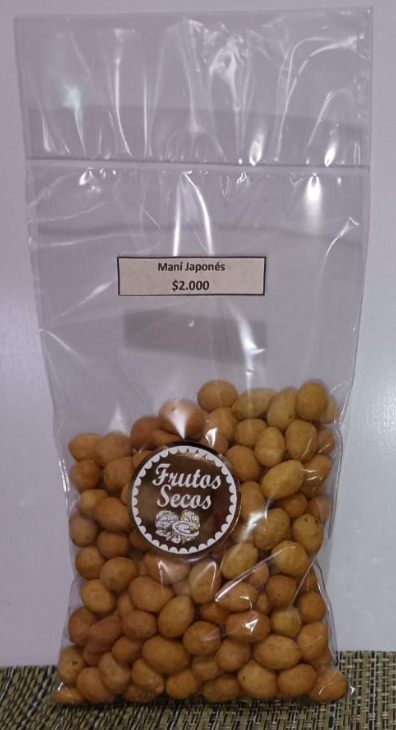 Maní Japonés
$2.000
Frutos
Secos